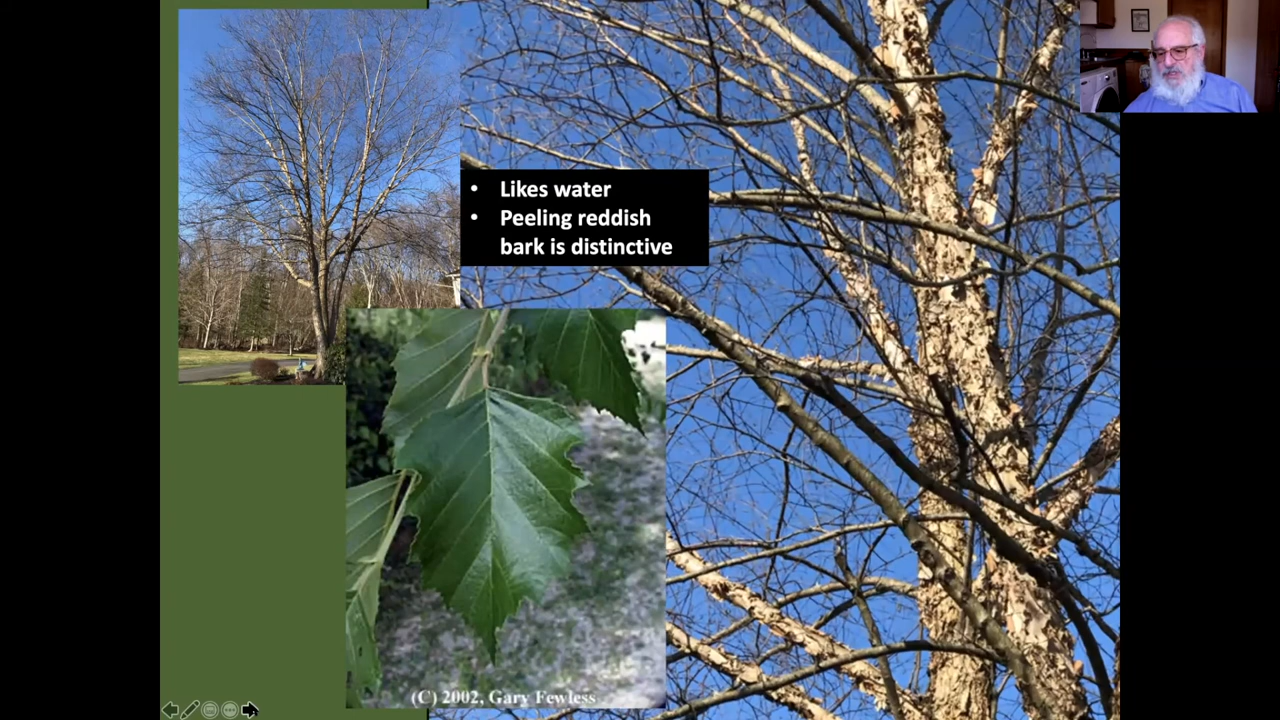 • Likes water
• Peeling reddish
bark is distinctive
(C) 2002, Gary Fewless